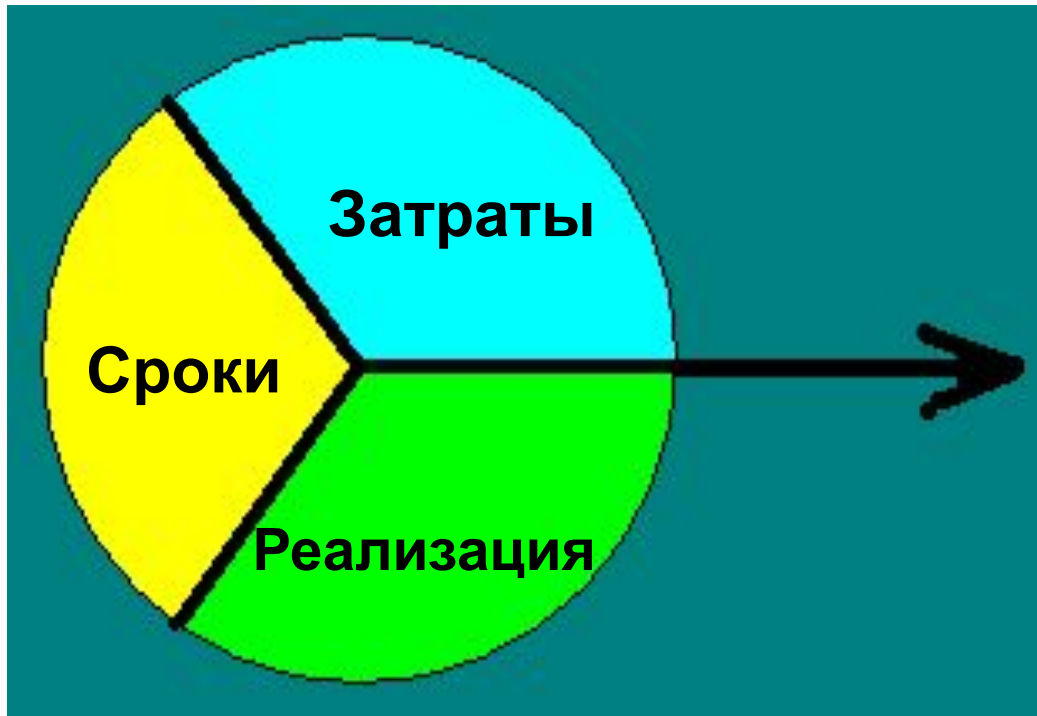 Затраты
Сроки
Реализация